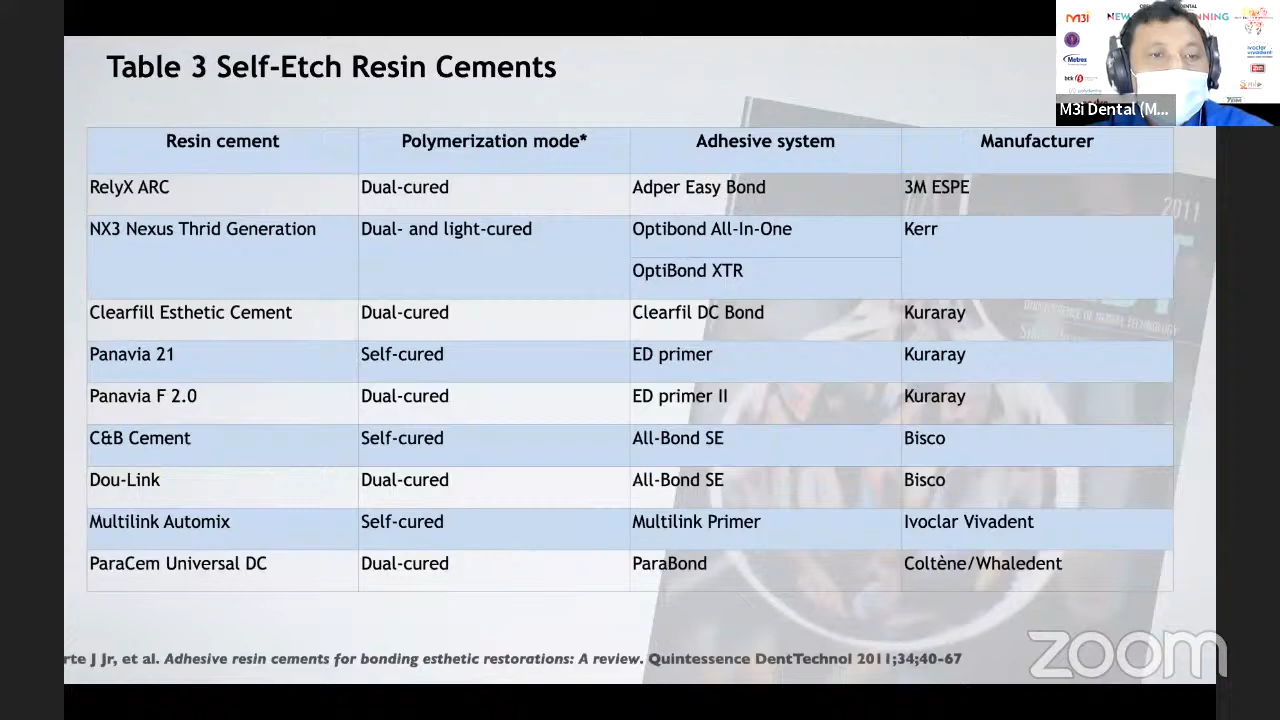 Table 3 Self-Etch Resin Cements
Resin cement Polymerization mode* Adhesive system Manufacturer
RelyX ARC Dual-cured Adper Easy Bond 3M ESPE
NX3 Nexus Thrid Generation Dual- and light-cured Optibond All-In-One Kerr
OptiBond XTR
Clearfill Esthetic Cement Dual-cured Clearfil DC Bond Kuraray
Panavia 21 Self-cured ED primer Kuraray
Panavia F 2.0 Dual-cured ED primer II Kuraray
C&B Cement Self-cured All-Bond SE Bisco
Dou-Link Dual-cured All-Bond SE Bisco
Multilink Automix Self-cured Multilink Primer Ivoclar Vivadent
ParaCem Universal DC Dual-cured ParaBond Coltène/Whaledent
rte J Jr, et al. Adhesive resin cements for bonding esthetic restorations: A review. Quintessence DentTechnol 2011;34;40-67
zoom
M3i Dental (M...
M3i
Metrex
ivoclar
vivadent
2011